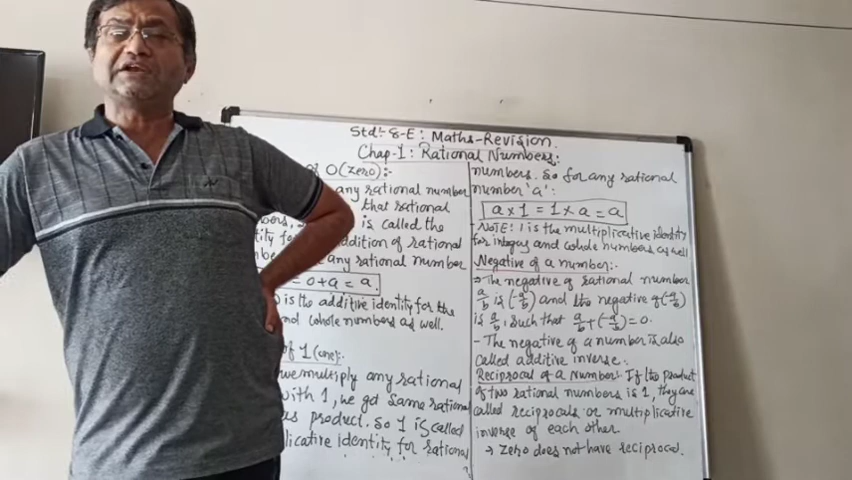 Std:- 8-E : Maths-Revision.
Chap-1: Rational Numbers:
of 0(zero):-
any rational number
that rational
is called the
addition of rational
any rational number
= 0+a = a.
is the additive identity for the
and whole numbers as well.
of 1(one):-
we multiply any rational
with 1, we get same rational
as product. So 1 is called
identity for rational
numbers. So for any rational
number 'a':
a × 1 = 1 × a = a
- NOTE: 1 is the multiplicative identity
for integers and whole numbers as well
Negative of a number:-
→ The negative of rational number
a/b is (-a/b) and the negative of (-a/b)
is a/b, such that a/b + (-a/b) = 0.
- The negative of a number is also
called additive inverse.
Reciprocal of a Number: If the product
of two rational numbers is 1, they are
called reciprocals or multiplicative
inverse of each other.
→ Zero does not have reciprocal.